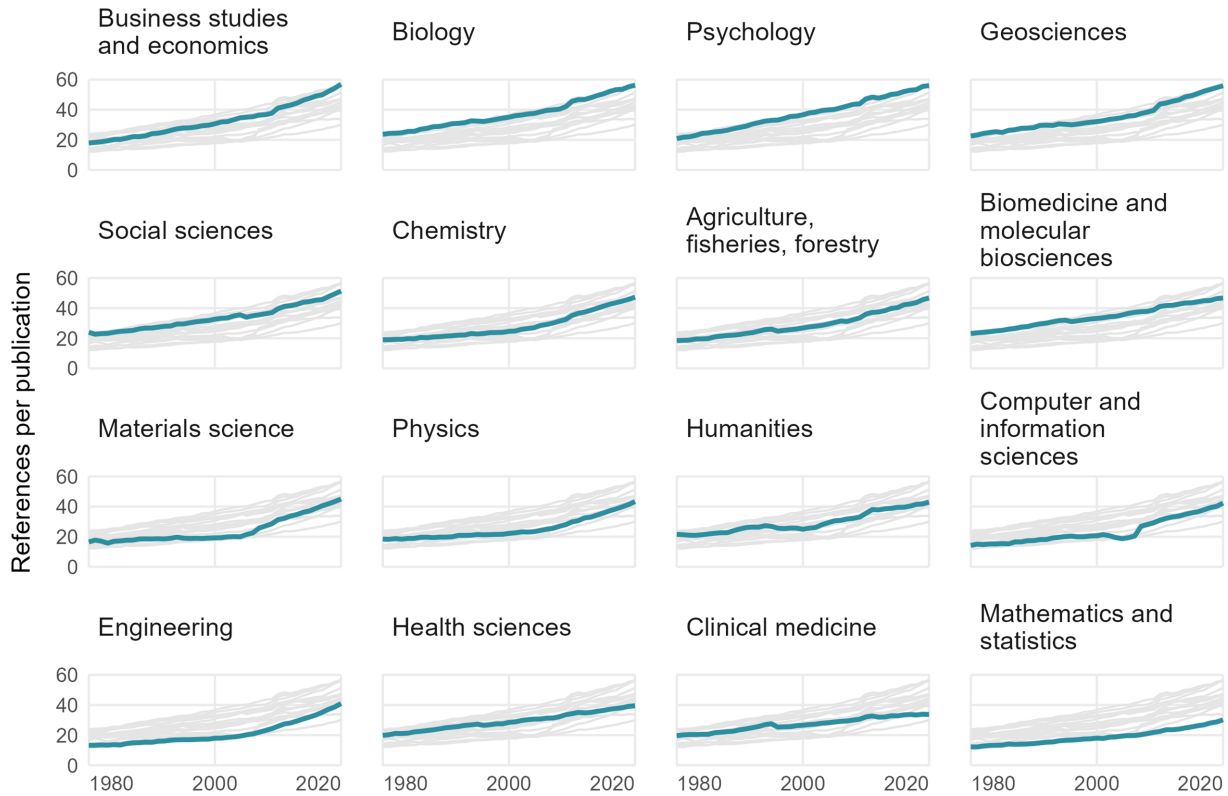 Business studies
and economics
Biology
Psychology
Geosciences
60
40
20
0
Social sciences
Chemistry
Agriculture,
fisheries, forestry
Biomedicine and
molecular
biosciences
60
40
20
0
References per publication
Materials science
Physics
Humanities
Computer and
information
sciences
60
40
20
0
Engineering
Health sciences
Clinical medicine
Mathematics and
statistics
60
40
20
0
1980 2000 2020 1980 2000 2020 1980 2000 2020 1980 2000 2020